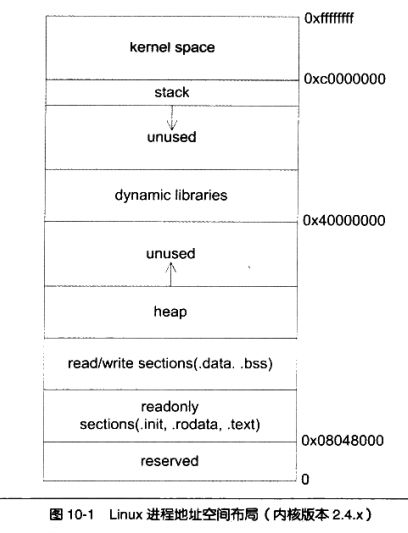 0xffffffff
kernel space
0xc0000000
stack
unused
dynamic libraries
0x40000000
unused
heap
read/write sections(.data. .bss)
readonly
sections(.init, .rodata, .text)
0x08048000
reserved
0
图 10-1 Linux 进程地址空间布局（内核版本 2.4.x）